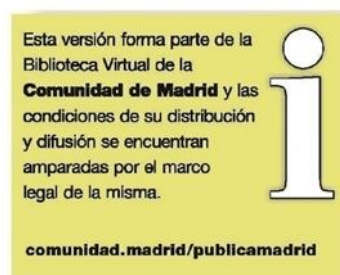 Esta versión forma parte de la
Biblioteca Virtual de la
Comunidad de Madrid y las
condiciones de su distribución
y difusión se encuentran
amparadas por el marco
legal de la misma.
i
comunidad.madrid/publicamadrid